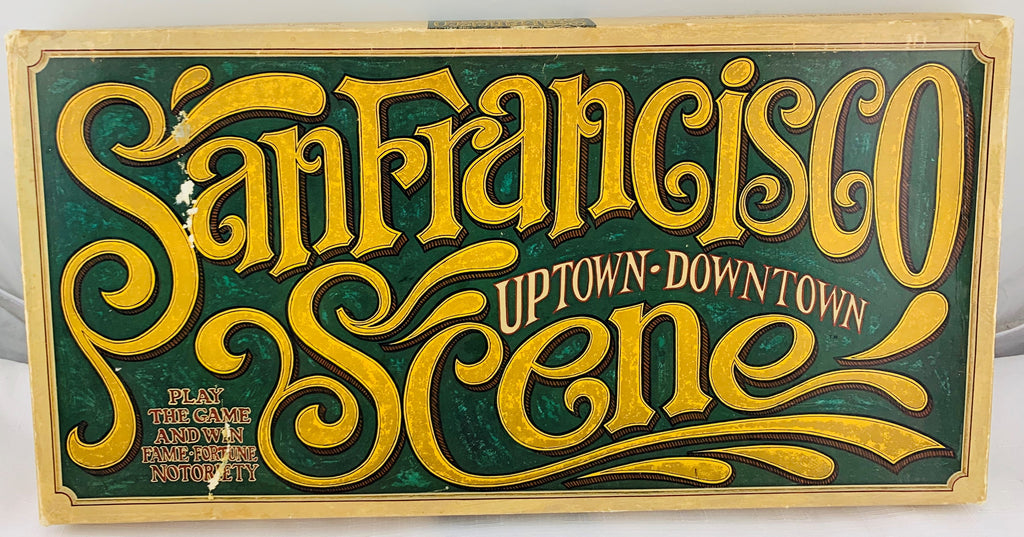 San Francisco
UPTOWN · DOWNTOWN
Scene
PLAY
THE GAME
AND WIN
FAME · FORTUNE
NOTORIETY